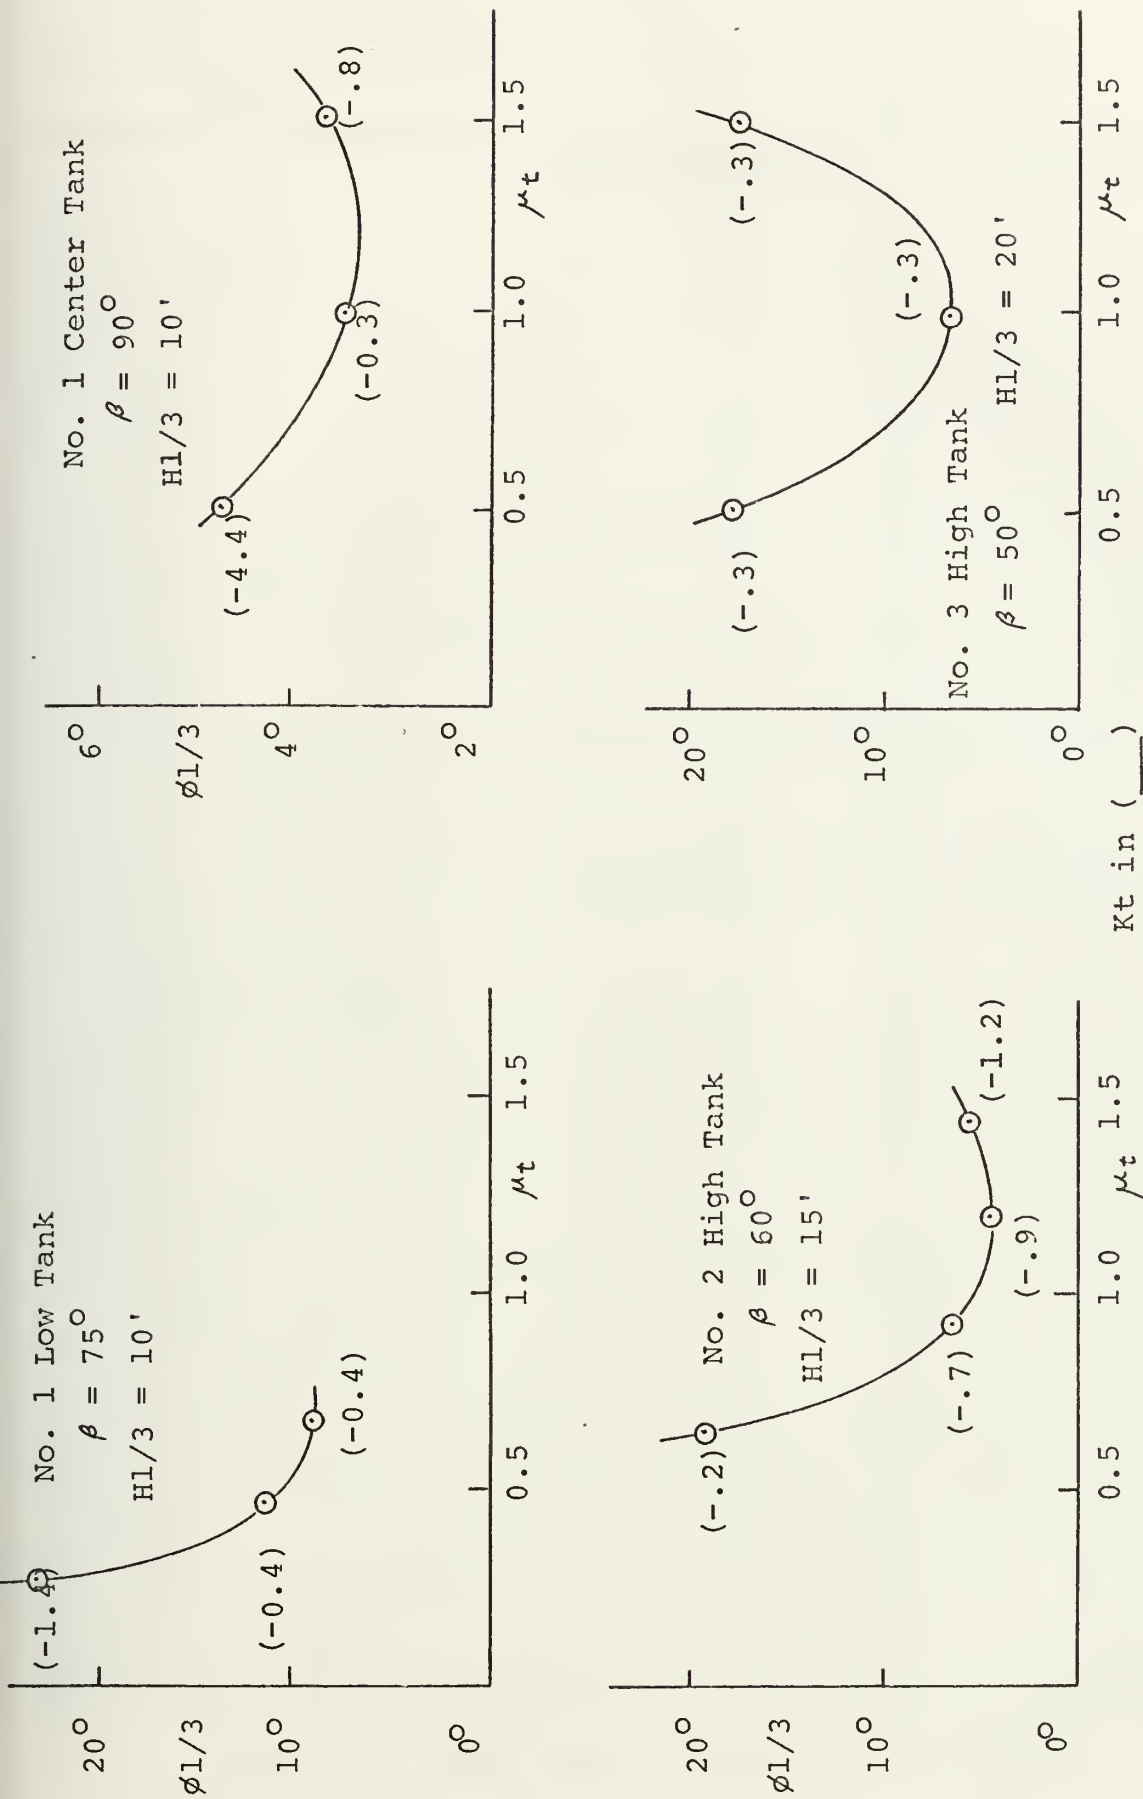 No. 1 Low Tank
β = 75°
H1/3 = 10'
(-1.4)
(-0.4)
(-0.4)
20°
ø1/3
10°
0°
0.5
1.0
1.5
μt
No. 1 Center Tank
β = 90°
H1/3 = 10'
(-4.4)
(-0.3)
(-.8)
6°
ø1/3
4°
2°
0.5
1.0
1.5
μt
No. 2 High Tank
β = 60°
H1/3 = 15'
(-.2)
(-.7)
(-.9)
(-1.2)
20°
ø1/3
10°
0°
0.5
1.0
1.5
μt
(-.3)
(-.3)
(-.3)
No. 3 High Tank
β = 50°
H1/3 = 20'
20°
10°
0°
0.5
1.0
1.5
μt
Kt in (___)